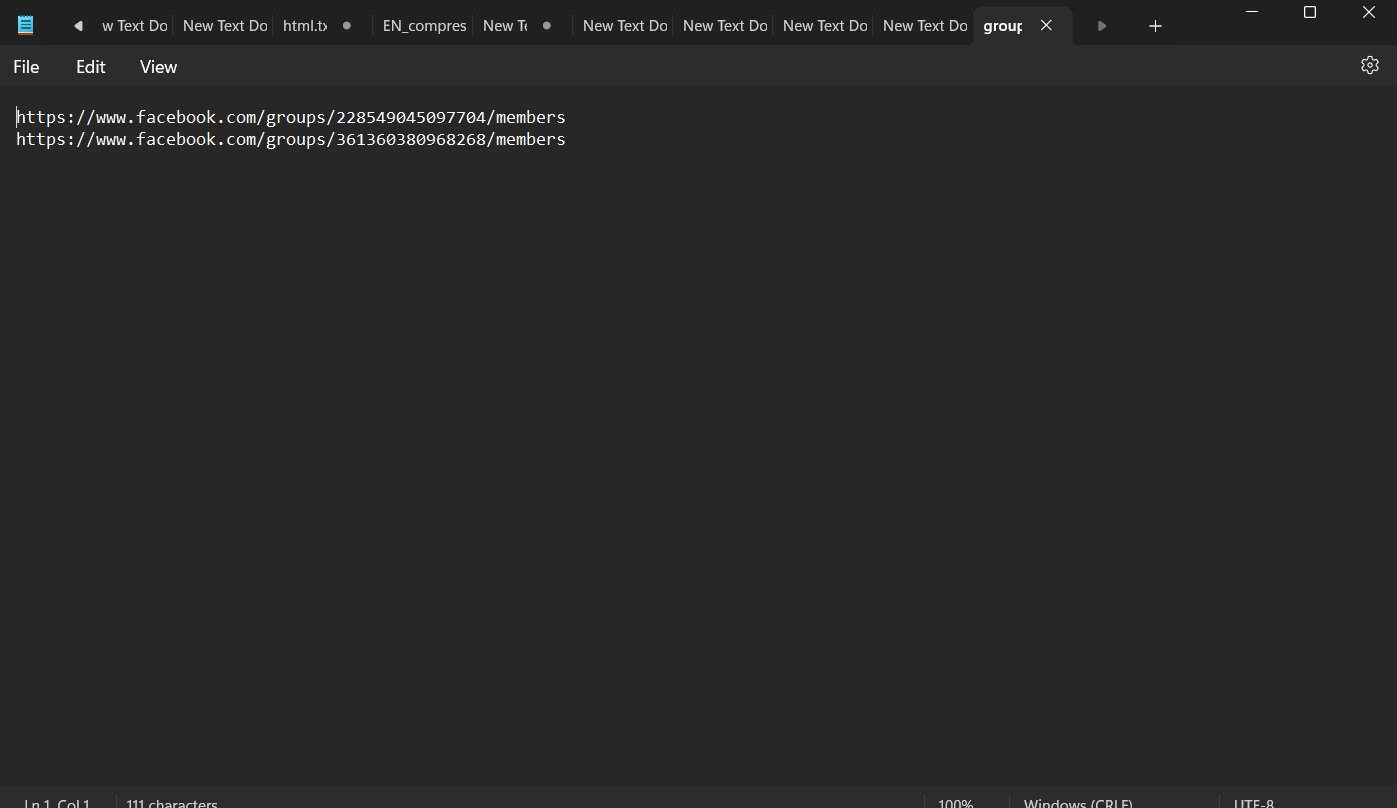 w Text Do New Text Do html.tx EN_compres New Te New Text Do New Text Do New Text Do New Text Do group
File Edit View
https://www.facebook.com/groups/228549045097704/members
https://www.facebook.com/groups/361360380968268/members
Ln 1, Col 1 111 characters 100% Windows (CRLF) UTF-8